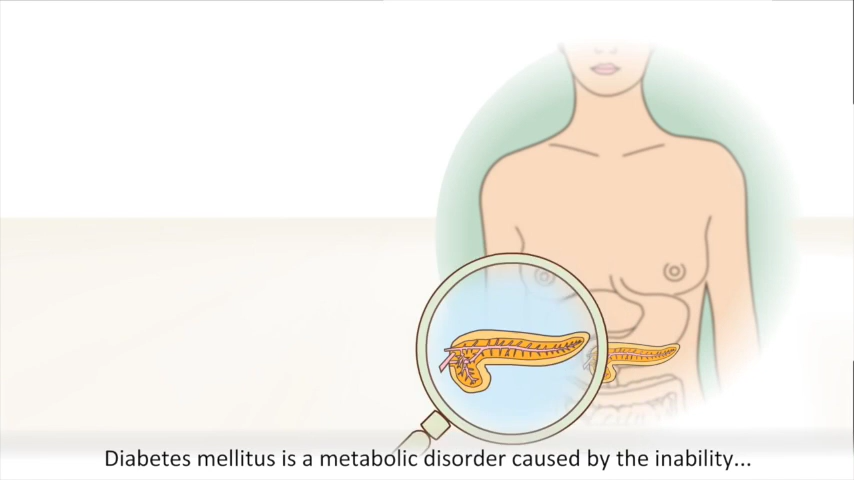 Diabetes mellitus is a metabolic disorder caused by the inability...